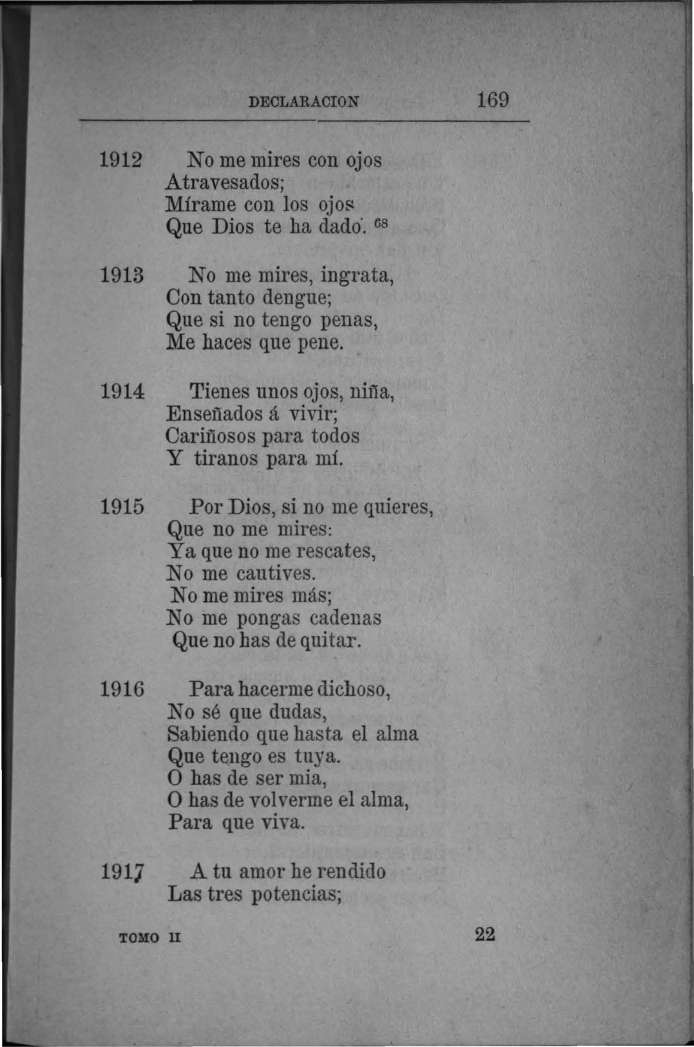 DECLARACION 169
1912 No me mires con ojos
Atravesados;
Mírame con los ojos
Que Dios te ha dado. 68
1913 No me mires, ingrata,
Con tanto dengue;
Que si no tengo penas,
Me haces que pene.
1914 Tienes unos ojos, niña,
Enseñados á vivir;
Cariñosos para todos
Y tiranos para mí.
1915 Por Dios, si no me quieres,
Que no me mires:
Ya que no me rescates,
No me cautives.
No me mires más;
No me pongas cadenas
Que no has de quitar.
1916 Para hacerme dichoso,
No sé que dudas,
Sabiendo que hasta el alma
Que tengo es tuya.
O has de ser mia,
O has de volverme el alma,
Para que viva.
1917 A tu amor he rendido
Las tres potencias;
TOMO II 22